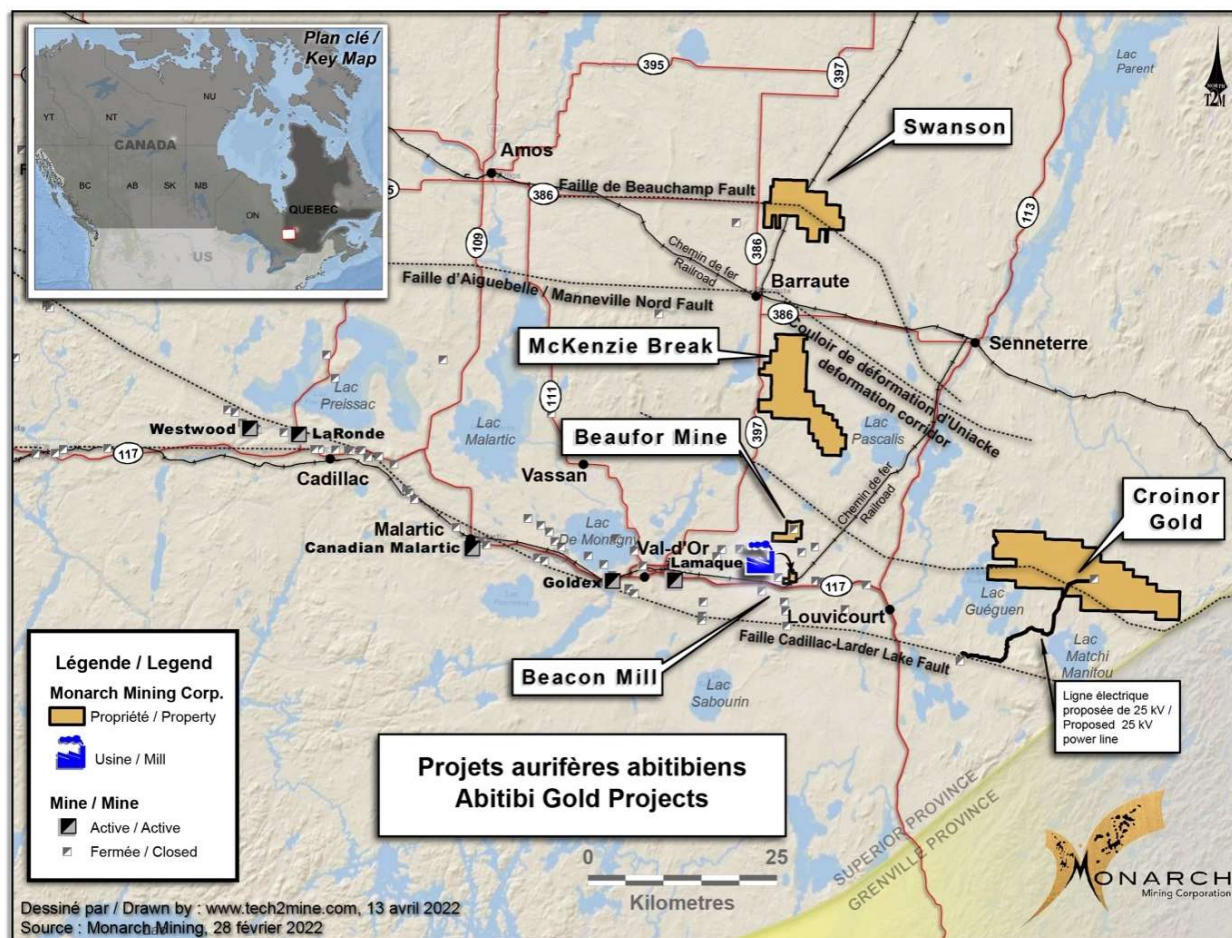 Plan clé /
Key Map
YT
NT
NU
CANADA
BC
AB
SK
MB
ON
QUEBEC
US
395
397
Lac
Parent
NORTH
T2M
Swanson
Amos
386
Faille de Beauchamp Fault
109
386
113
Chemin de fer
Railroad
Faille d'Aiguebelle / Manneville Nord Fault
Barraute
386
Senneterre
Couloir de déformation d'Uniacke
deformation corridor
McKenzie Break
Lac
Preissac
111
Lac
Malartic
397
Lac
Pascalis
Westwood
LaRonde
117
Cadillac
Beaufor Mine
Vassan
Chemin de fer
Railroad
Croinor
Gold
Malartic
Canadian Malartic
Lac
De Montigny
Val-d'Or
Lamaque
Goldex
117
Louvicourt
Lac
Guéguen
Faille Cadillac-Larder Lake Fault
Lac
Matchi
Manitou
Beacon Mill
Lac
Sabourin
Ligne électrique
proposée de 25 kV /
Proposed 25 kV
power line
Légende / Legend
Monarch Mining Corp.
Propriété / Property
Usine / Mill
Mine / Mine
Active / Active
Fermée / Closed
Projets aurifères abitibiens
Abitibi Gold Projects
0 25
Kilometres
SUPERIOR PROVINCE
GRENVILLE PROVINCE
MONARCH
Mining Corporation
Dessiné par / Drawn by : www.tech2mine.com, 13 avril 2022
Source : Monarch Mining, 28 février 2022